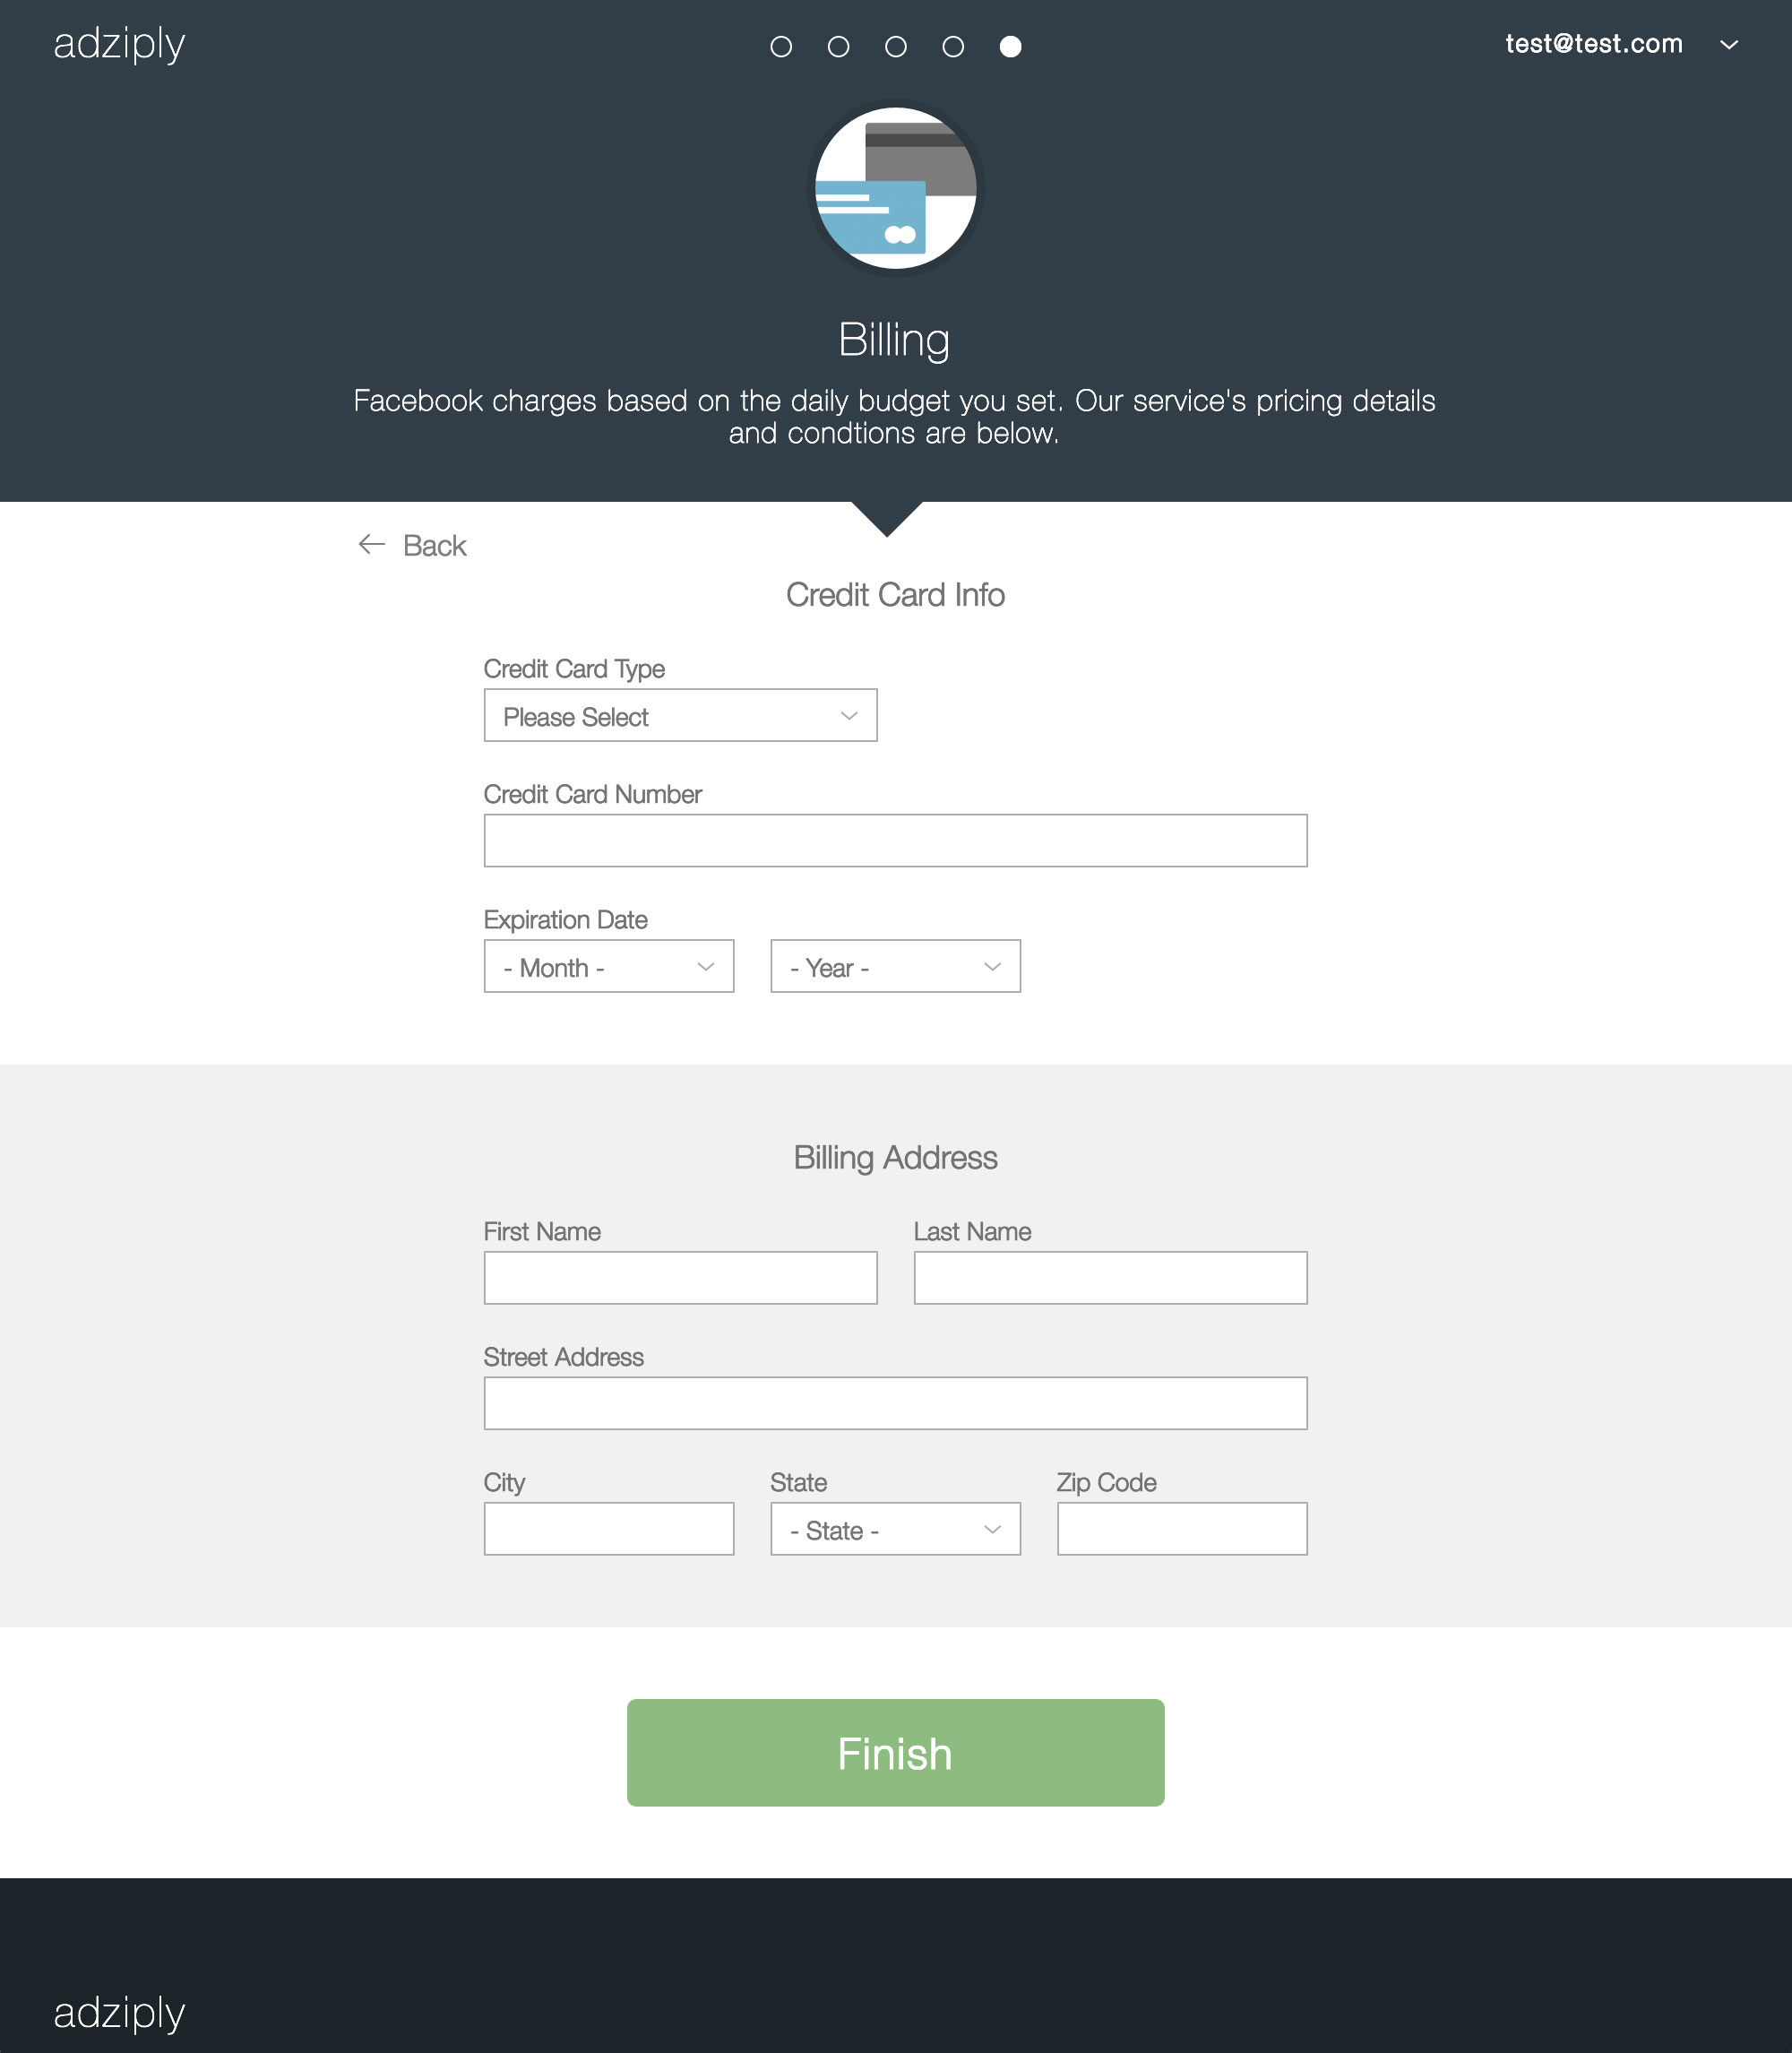 adziply
test@test.com
Billing
Facebook charges based on the daily budget you set. Our service's pricing details
and condtions are below.
Back
Credit Card Info
Credit Card Type
Please Select
Credit Card Number
Expiration Date
- Month -
- Year -
Billing Address
First Name
Last Name
Street Address
City
State
Zip Code
- State -
Finish
adziply